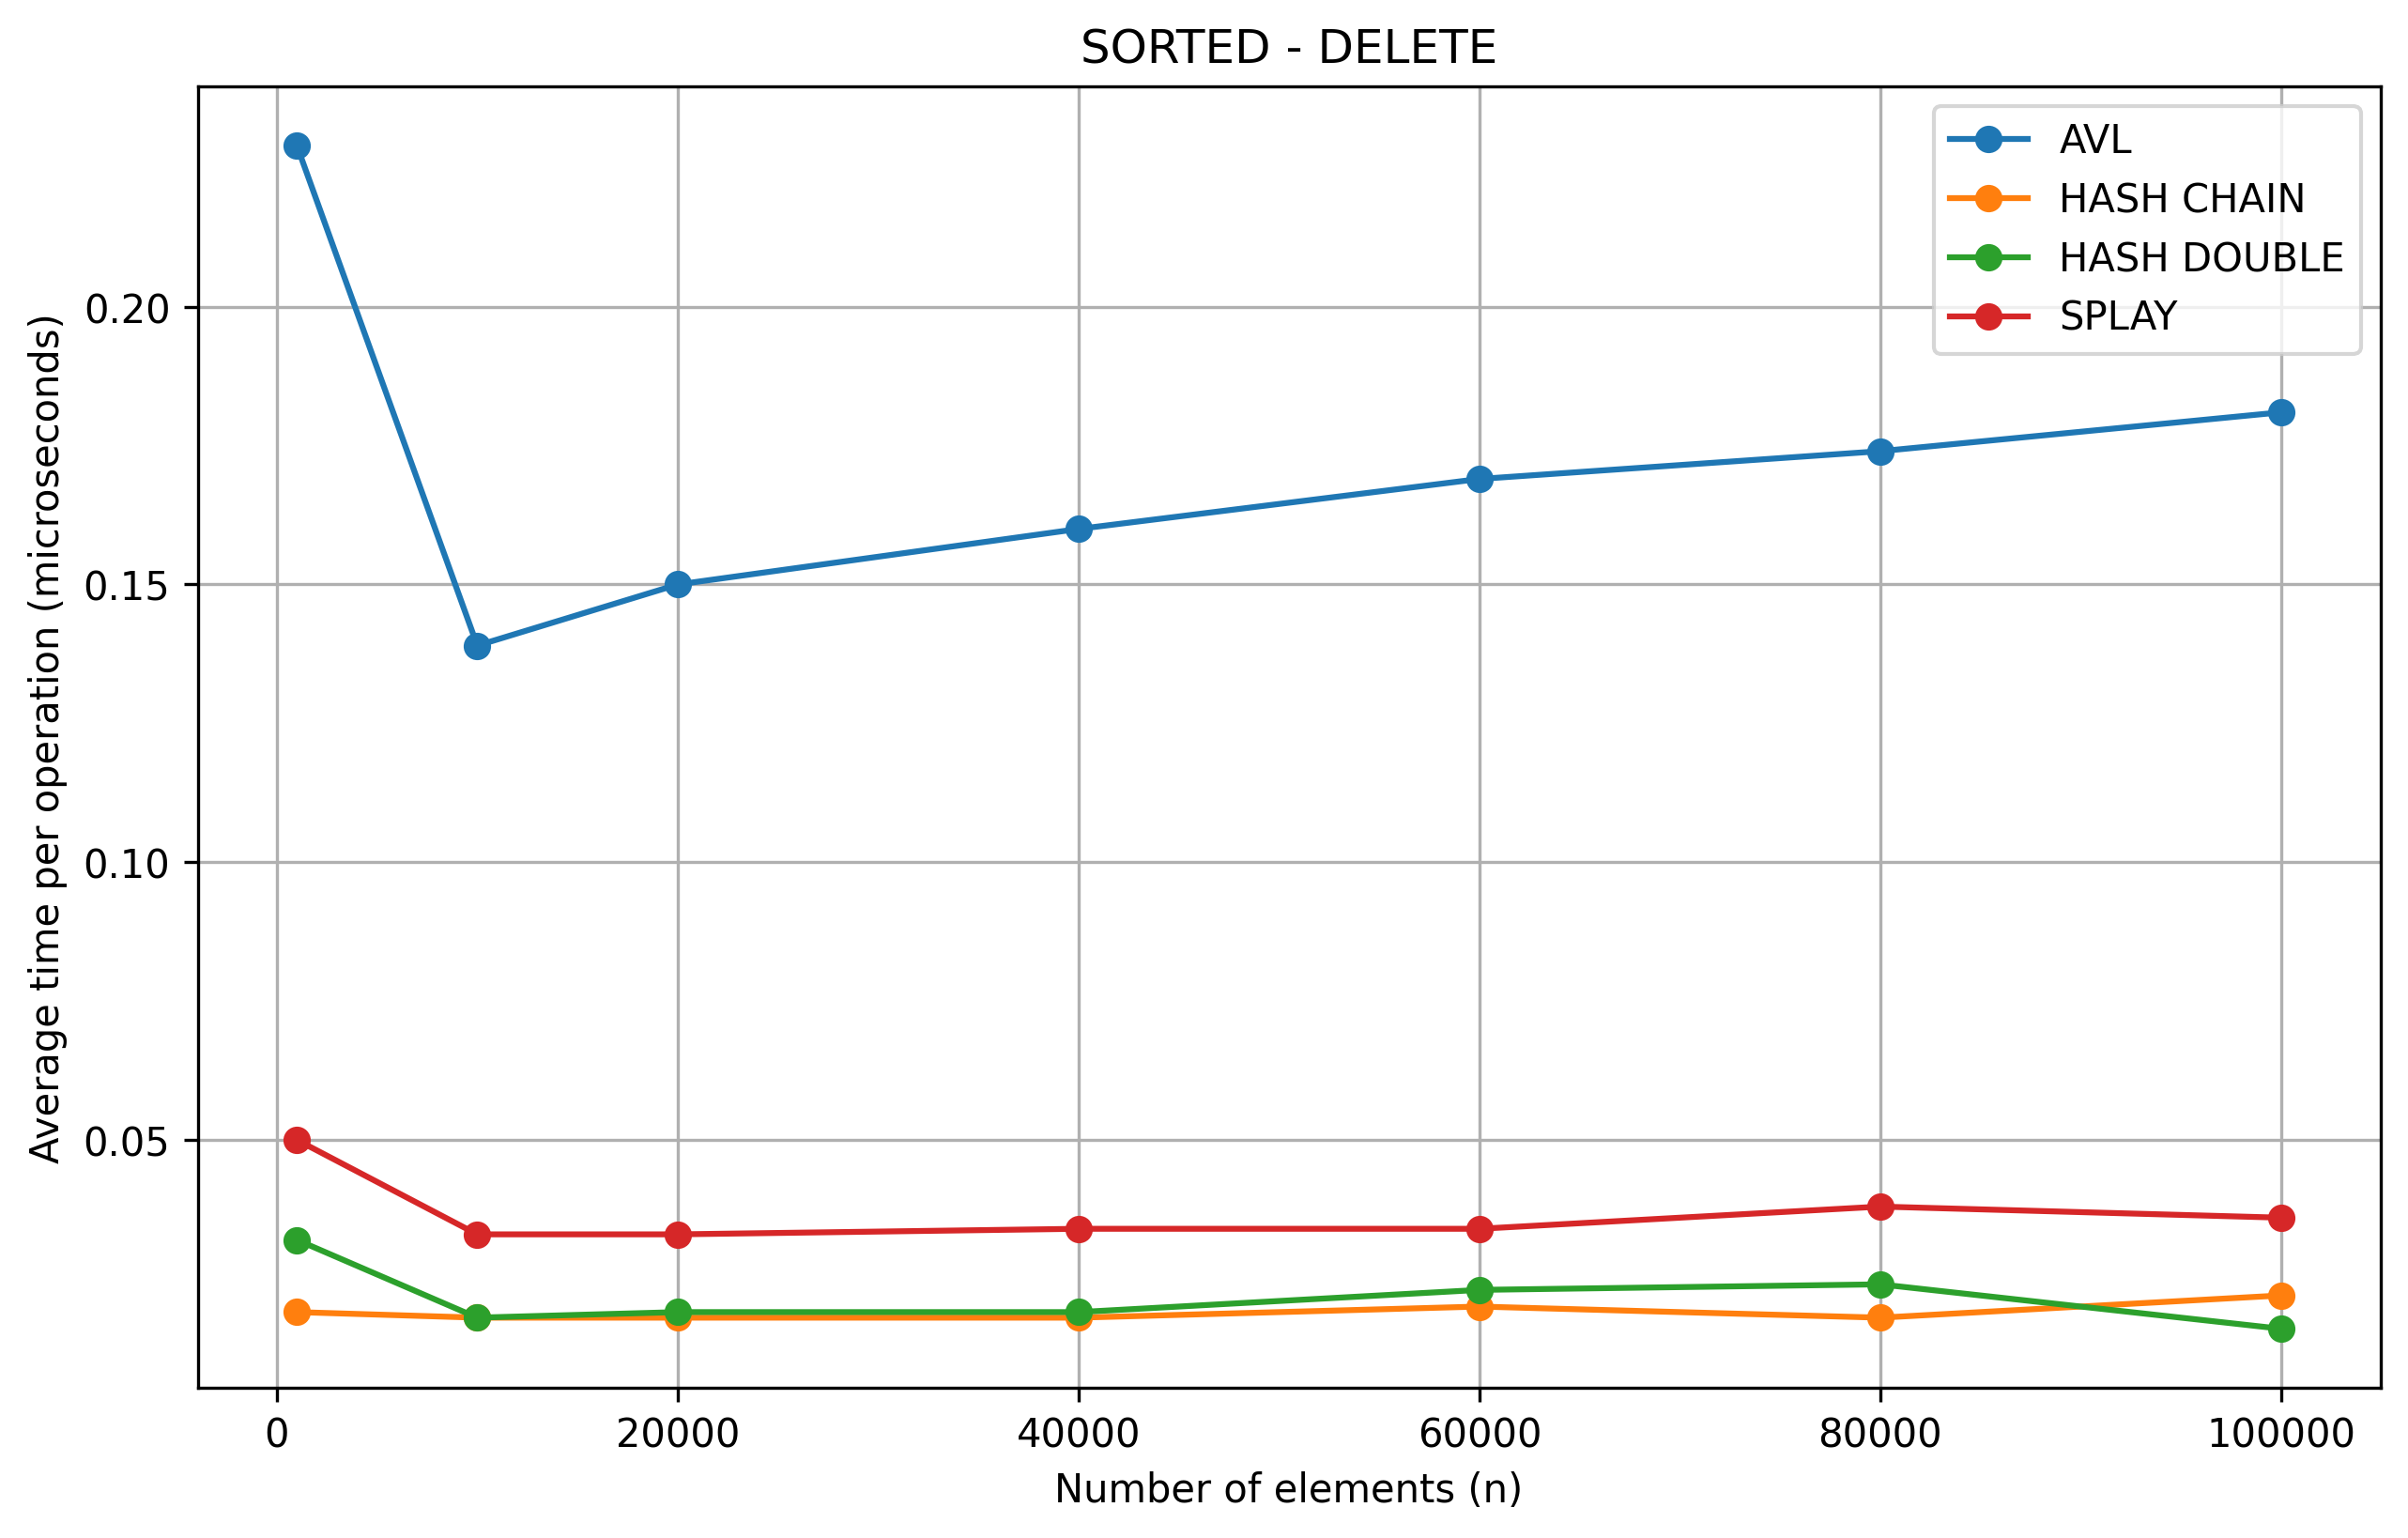 SORTED - DELETE
AVL
HASH CHAIN
HASH DOUBLE
SPLAY
Average time per operation (microseconds)
0.20
0.15
0.10
0.05
0 20000 40000 60000 80000 100000
Number of elements (n)